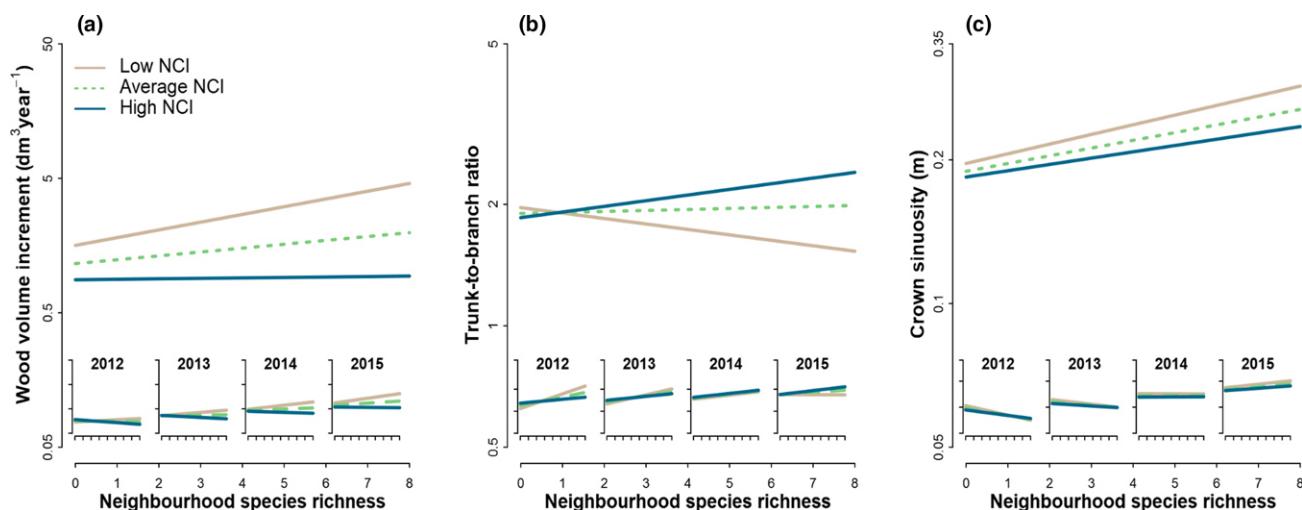 (a)
Wood volume increment (dm³year⁻¹)
50
5
0.5
0.05
Low NCI
Average NCI
High NCI
2012 2013 2014 2015
0 1 2 3 4 5 6 7 8
Neighbourhood species richness
(b)
Trunk-to-branch ratio
5
2
1
0.5
2012 2013 2014 2015
0 1 2 3 4 5 6 7 8
Neighbourhood species richness
(c)
Crown sinuosity (m)
0.35
0.2
0.1
0.05
2012 2013 2014 2015
0 1 2 3 4 5 6 7 8
Neighbourhood species richness